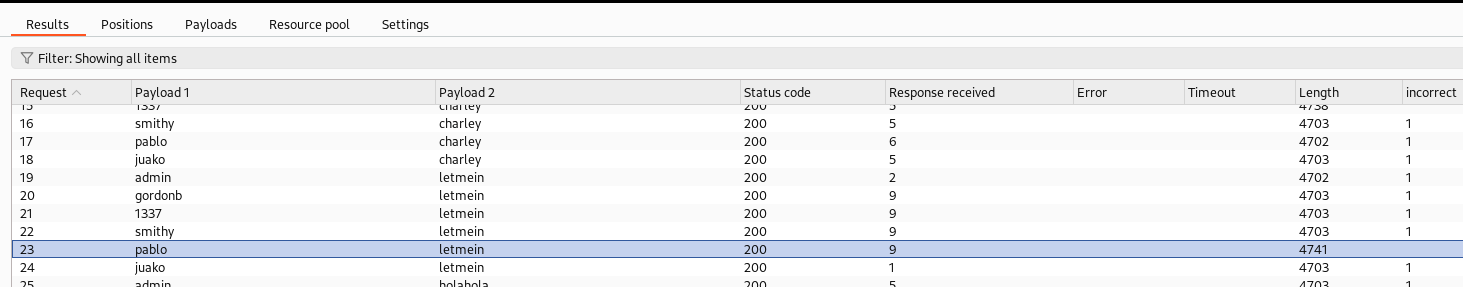 Results Positions Payloads Resource pool Settings
Filter: Showing all items
Request Payload 1 Payload 2 Status code Response received Error Timeout Length incorrect
15 1337 charley 200 5 4738
16 smithy charley 200 5 4703 1
17 pablo charley 200 6 4702 1
18 juako charley 200 5 4703 1
19 admin letmein 200 2 4702 1
20 gordonb letmein 200 9 4703 1
21 1337 letmein 200 9 4703 1
22 smithy letmein 200 9 4703 1
23 pablo letmein 200 9 4741
24 juako letmein 200 1 4703 1
25 admin holahola 200 5 4703 1